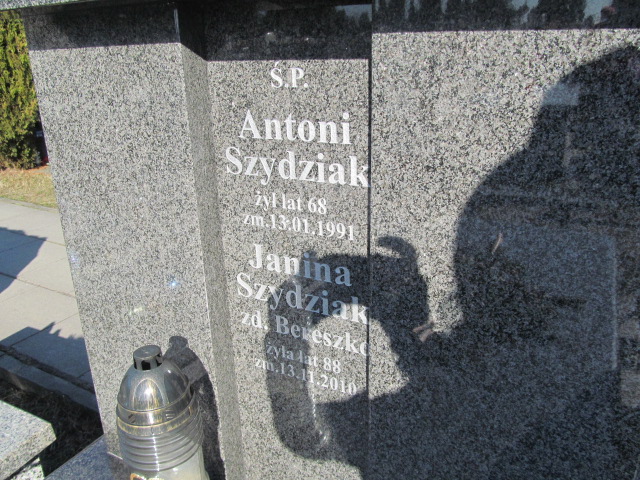 Ś.P.
Antoni
Szydziak
żył lat 68
zm.13.01.1991
Janina
Szydziak
zd. Bereszko
żyła lat 88
zm.13.11.2010